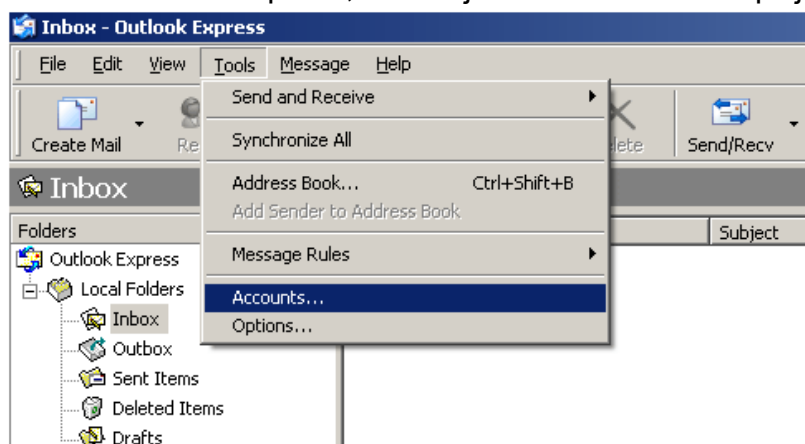 Inbox - Outlook Express
File Edit View Tools Message Help
Send and Receive
Create Mail Send/Recv
Synchronize All
Inbox
Address Book... Ctrl+Shift+B
Add Sender to Address Book
Folders Subject
Message Rules
Outlook Express
Local Folders
Accounts...
Inbox
Options...
Outbox
Sent Items
Deleted Items
Drafts